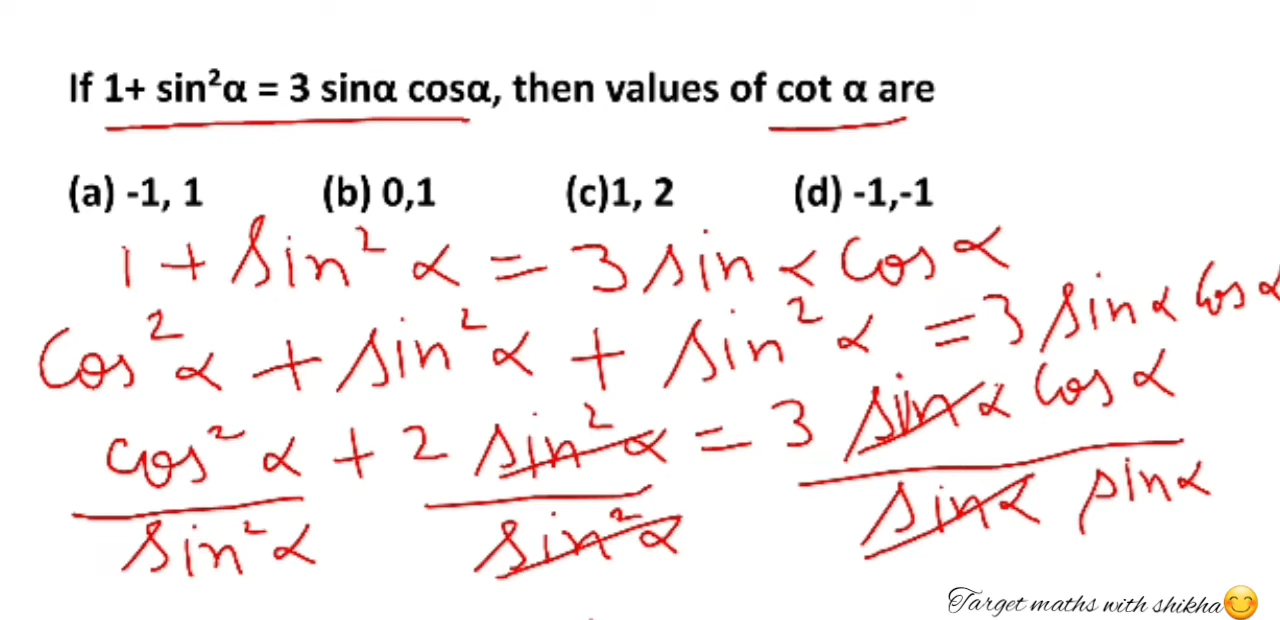 If 1+ sin²α = 3 sinα cosα, then values of cot α are
(a) -1, 1 (b) 0,1 (c)1, 2 (d) -1,-1
1 + sin² α = 3 sin α cos α
cos² α + sin² α + sin² α = 3 sin α cos α
cos² α + 2 sin² α = 3 sin α cos α
sin² α sin² α sin α sin α
Target maths with shikha😊